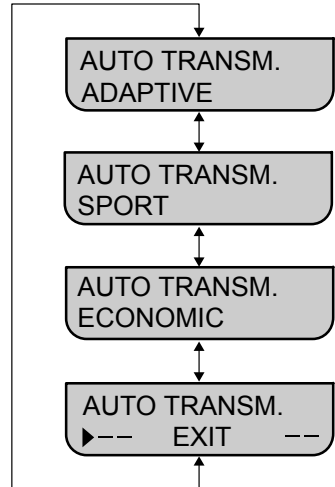 AUTO TRANSM.
ADAPTIVE
AUTO TRANSM.
SPORT
AUTO TRANSM.
ECONOMIC
AUTO TRANSM.
▶-- EXIT --